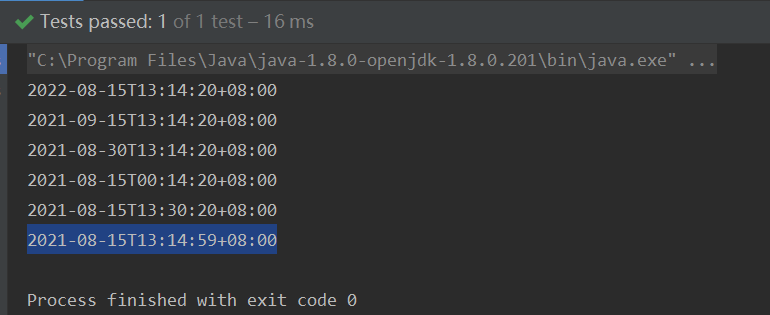 Tests passed: 1 of 1 test – 16 ms
"C:\Program Files\Java\java-1.8.0-openjdk-1.8.0.201\bin\java.exe" ...
2022-08-15T13:14:20+08:00
2021-09-15T13:14:20+08:00
2021-08-30T13:14:20+08:00
2021-08-15T00:14:20+08:00
2021-08-15T13:30:20+08:00
2021-08-15T13:14:59+08:00
Process finished with exit code 0